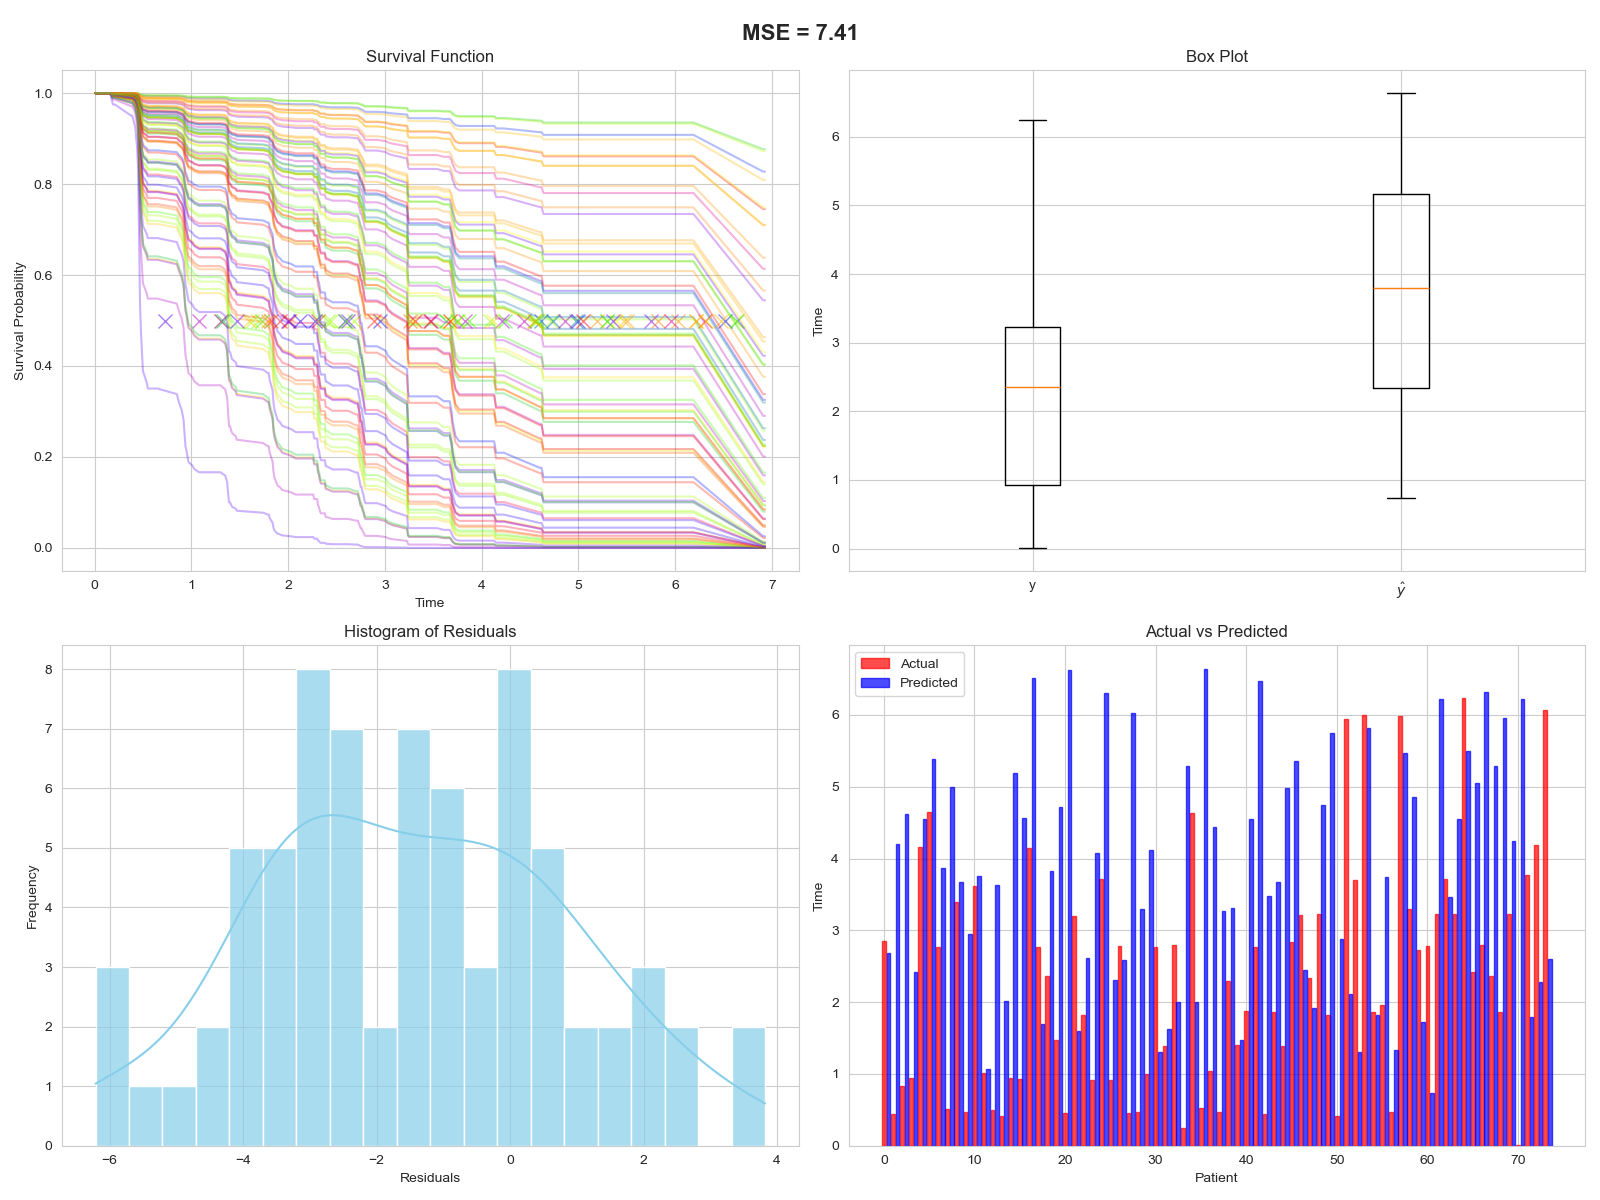 MSE = 7.41
Survival Function
Survival Probability
1.0
0.8
0.6
0.4
0.2
0.0
0 1 2 3 4 5 6 7
Time
Box Plot
Time
6
5
4
3
2
1
0
y ŷ
Histogram of Residuals
Frequency
8
7
6
5
4
3
2
1
0
−6 −4 −2 0 2 4
Residuals
Actual vs Predicted
Actual
Predicted
Time
6
5
4
3
2
1
0
0 10 20 30 40 50 60 70
Patient